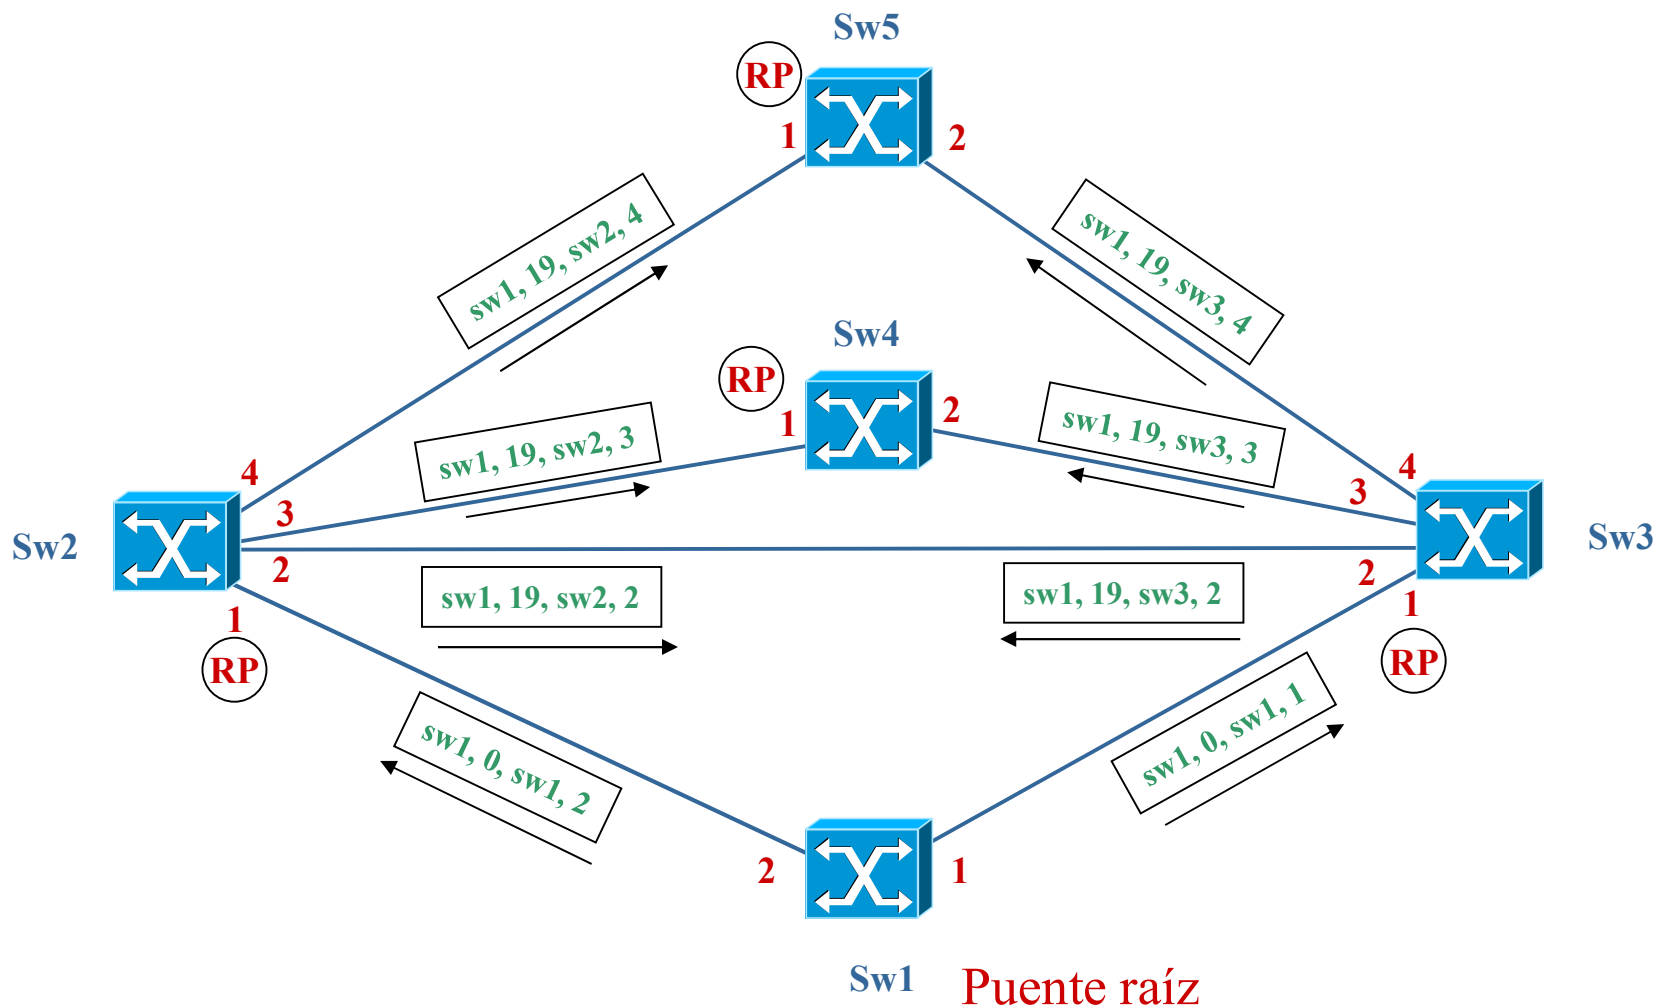 Sw5
RP
1
2
sw1, 19, sw2, 4
sw1, 19, sw3, 4
Sw4
RP
1
2
sw1, 19, sw2, 3
sw1, 19, sw3, 3
4
3
4
3
Sw2
Sw3
2
2
sw1, 19, sw2, 2
sw1, 19, sw3, 2
1
1
RP
RP
sw1, 0, sw1, 2
sw1, 0, sw1, 1
2
1
Sw1
Puente raíz